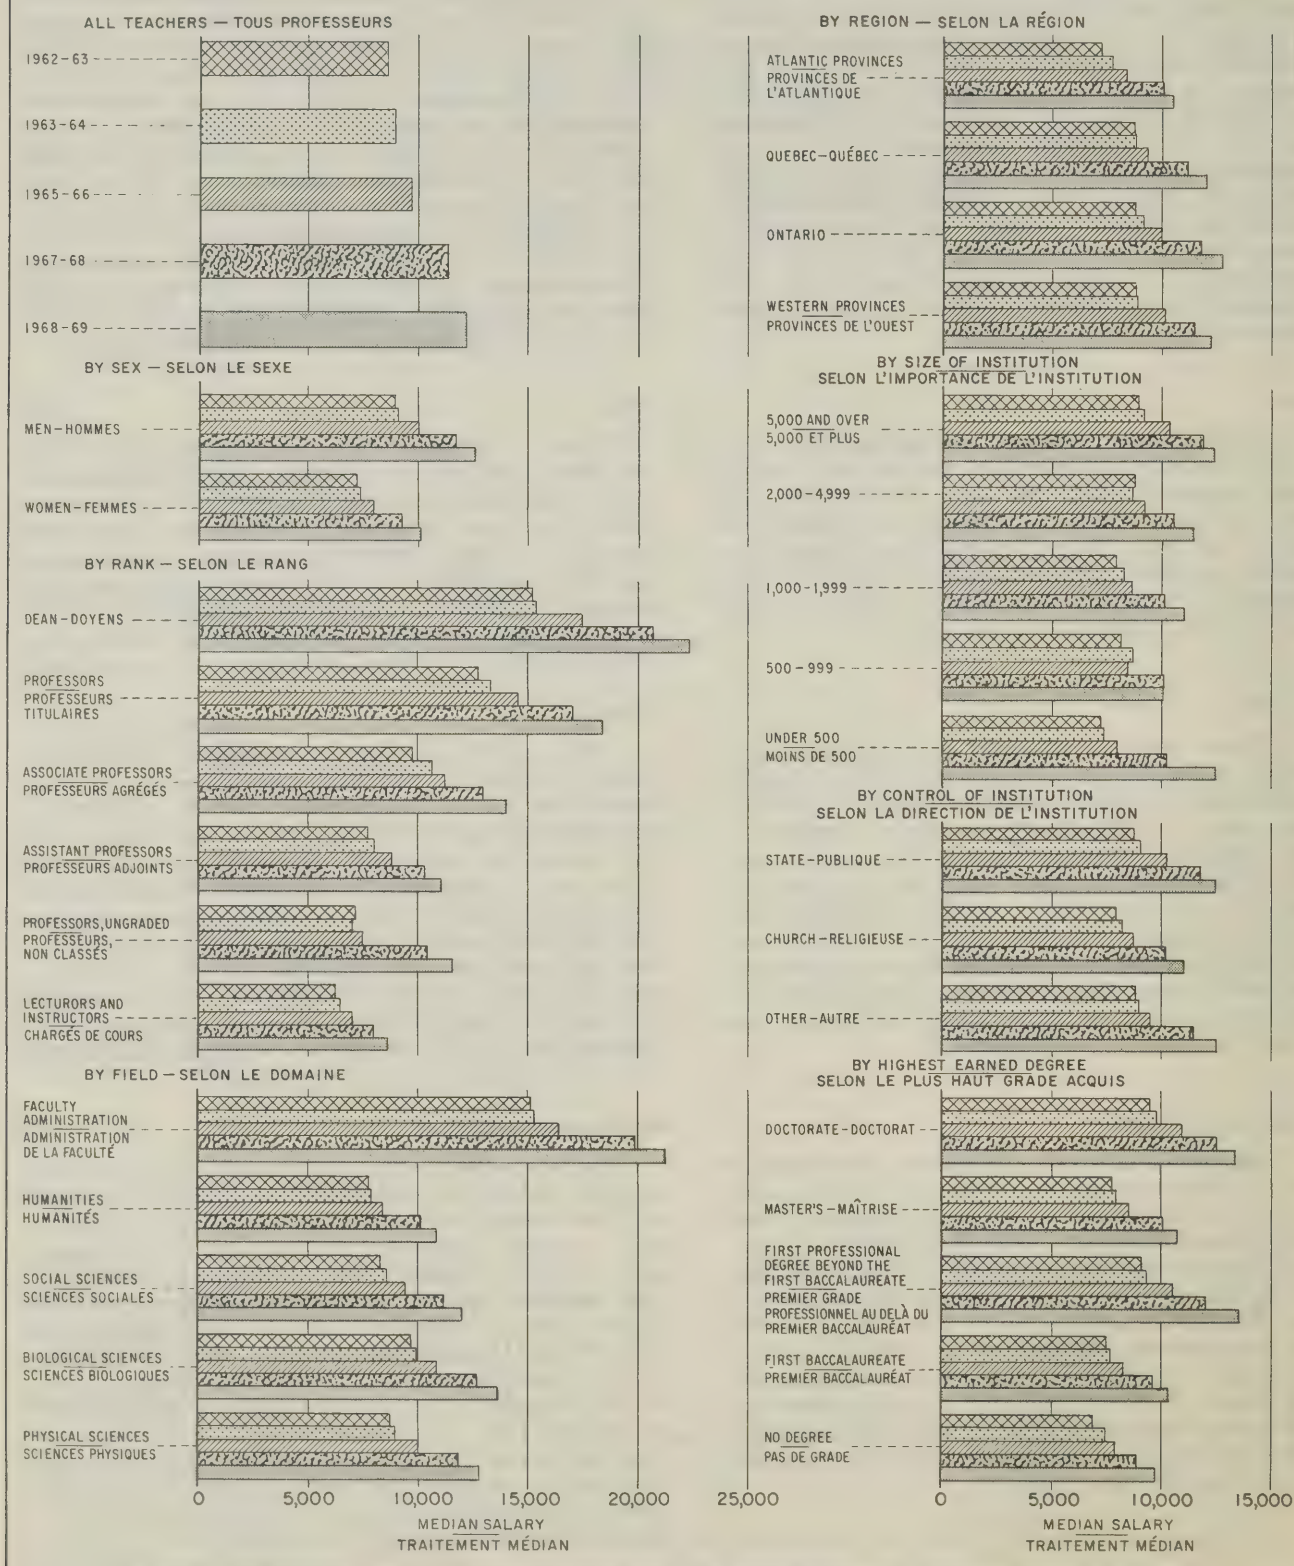 ALL TEACHERS — TOUS PROFESSEURS
1962-63
1963-64
1965-66
1967-68
1968-69
BY SEX — SELON LE SEXE
MEN-HOMMES
WOMEN-FEMMES
BY RANK — SELON LE RANG
DEAN-DOYENS
PROFESSORS
PROFESSEURS
TITULAIRES
ASSOCIATE PROFESSORS
PROFESSEURS AGRÉGÉS
ASSISTANT PROFESSORS
PROFESSEURS ADJOINTS
PROFESSORS, UNGRADED
PROFESSEURS,
NON CLASSÉS
LECTURORS AND
INSTRUCTORS
CHARGÉS DE COURS
BY FIELD — SELON LE DOMAINE
FACULTY
ADMINISTRATION
ADMINISTRATION
DE LA FACULTÉ
HUMANITIES
HUMANITÉS
SOCIAL SCIENCES
SCIENCES SOCIALES
BIOLOGICAL SCIENCES
SCIENCES BIOLOGIQUES
PHYSICAL SCIENCES
SCIENCES PHYSIQUES
0 5,000 10,000 15,000 20,000 25,000
MEDIAN SALARY
TRAITEMENT MÉDIAN
BY REGION — SELON LA RÉGION
ATLANTIC PROVINCES
PROVINCES DE
L'ATLANTIQUE
QUEBEC-QUÉBEC
ONTARIO
WESTERN PROVINCES
PROVINCES DE L'OUEST
BY SIZE OF INSTITUTION
SELON L'IMPORTANCE DE L'INSTITUTION
5,000 AND OVER
5,000 ET PLUS
2,000-4,999
1,000-1,999
500-999
UNDER 500
MOINS DE 500
BY CONTROL OF INSTITUTION
SELON LA DIRECTION DE L'INSTITUTION
STATE-PUBLIQUE
CHURCH-RELIGIEUSE
OTHER-AUTRE
BY HIGHEST EARNED DEGREE
SELON LE PLUS HAUT GRADE ACQUIS
DOCTORATE-DOCTORAT
MASTER'S-MAÎTRISE
FIRST PROFESSIONAL
DEGREE BEYOND THE
FIRST BACCALAUREATE
PREMIER GRADE
PROFESSIONNEL AU DELÀ DU
PREMIER BACCALAURÉAT
FIRST BACCALAUREATE
PREMIER BACCALAURÉAT
NO DEGREE
PAS DE GRADE
0 5,000 10,000 15,000
MEDIAN SALARY
TRAITEMENT MÉDIAN